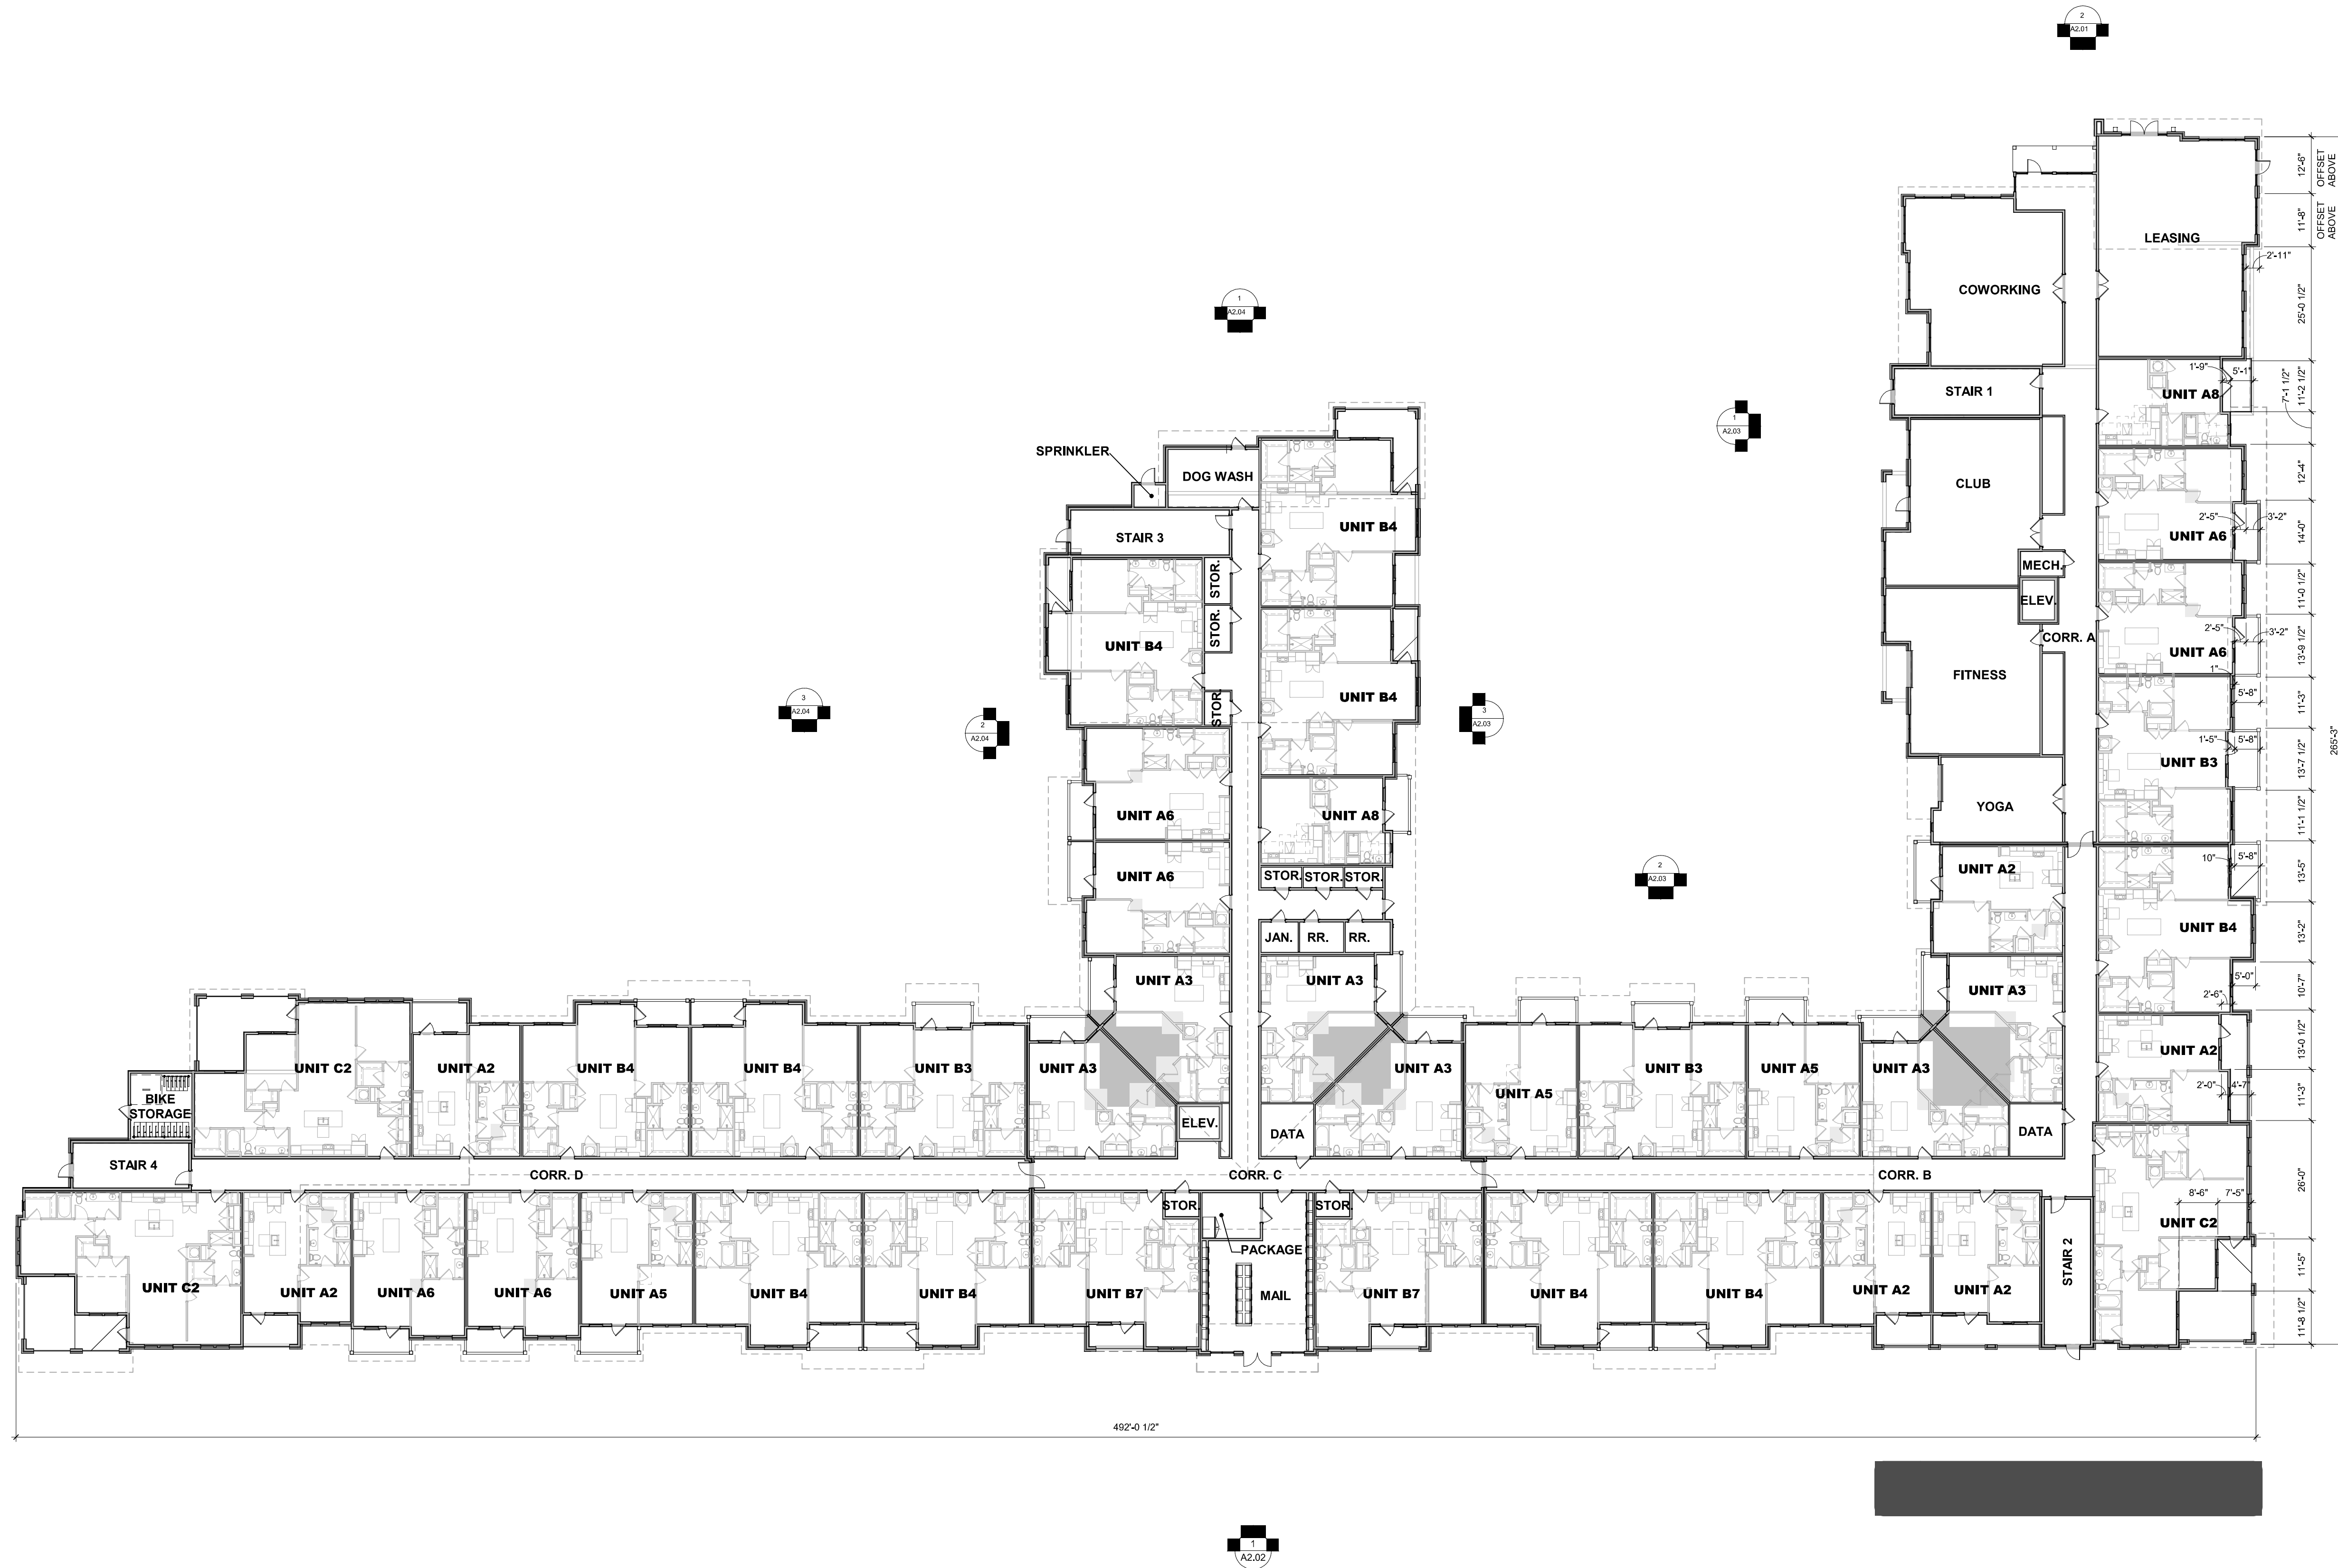 2
A2.01
12'-6"
OFFSET
ABOVE
11'-8"
OFFSET
ABOVE
LEASING
2'-11"
COWORKING
25'-0 1/2"
1
A2.04
1'-9"
5'-1"
11'-2 1/2"
7'-1 1/2"
STAIR 1
UNIT A8
1
A2.03
SPRINKLER
DOG WASH
CLUB
12'-4"
2'-5"
3'-2"
14'-0"
UNIT B4
STAIR 3
UNIT A6
MECH.
STOR.
11'-0 1/2"
ELEV.
STOR.
2'-5"
3'-2"
CORR. A
13'-9 1/2"
UNIT B4
UNIT A6
1"
FITNESS
5'-8"
11'-3"
UNIT B4
STOR.
3
A2.04
2
A2.04
3
A2.03
1'-5"
5'-8"
13'-7 1/2"
265'-3"
UNIT B3
YOGA
UNIT A6
UNIT A8
11'-1 1/2"
10"
5'-8"
13'-5"
2
A2.03
UNIT A2
UNIT A6
STOR.
STOR.
STOR.
UNIT B4
13'-2"
JAN.
RR.
RR.
5'-0"
10'-7"
2'-6"
UNIT A3
UNIT A3
UNIT A3
13'-0 1/2"
UNIT A2
UNIT C2
UNIT A2
UNIT B4
UNIT B4
UNIT B3
UNIT A3
UNIT A3
UNIT A5
UNIT B3
UNIT A5
UNIT A3
2'-0"
4'-7"
11'-3"
BIKE
STORAGE
ELEV.
DATA
DATA
STAIR 4
CORR. D
CORR. C
CORR. B
8'-6"
7'-5"
26'-0"
STOR.
STOR.
UNIT C2
PACKAGE
STAIR 2
11'-5"
UNIT C2
UNIT A2
UNIT A6
UNIT A6
UNIT A5
UNIT B4
UNIT B4
UNIT B7
MAIL
UNIT B7
UNIT B4
UNIT B4
UNIT A2
UNIT A2
11'-8 1/2"
492'-0 1/2"
1
A2.02